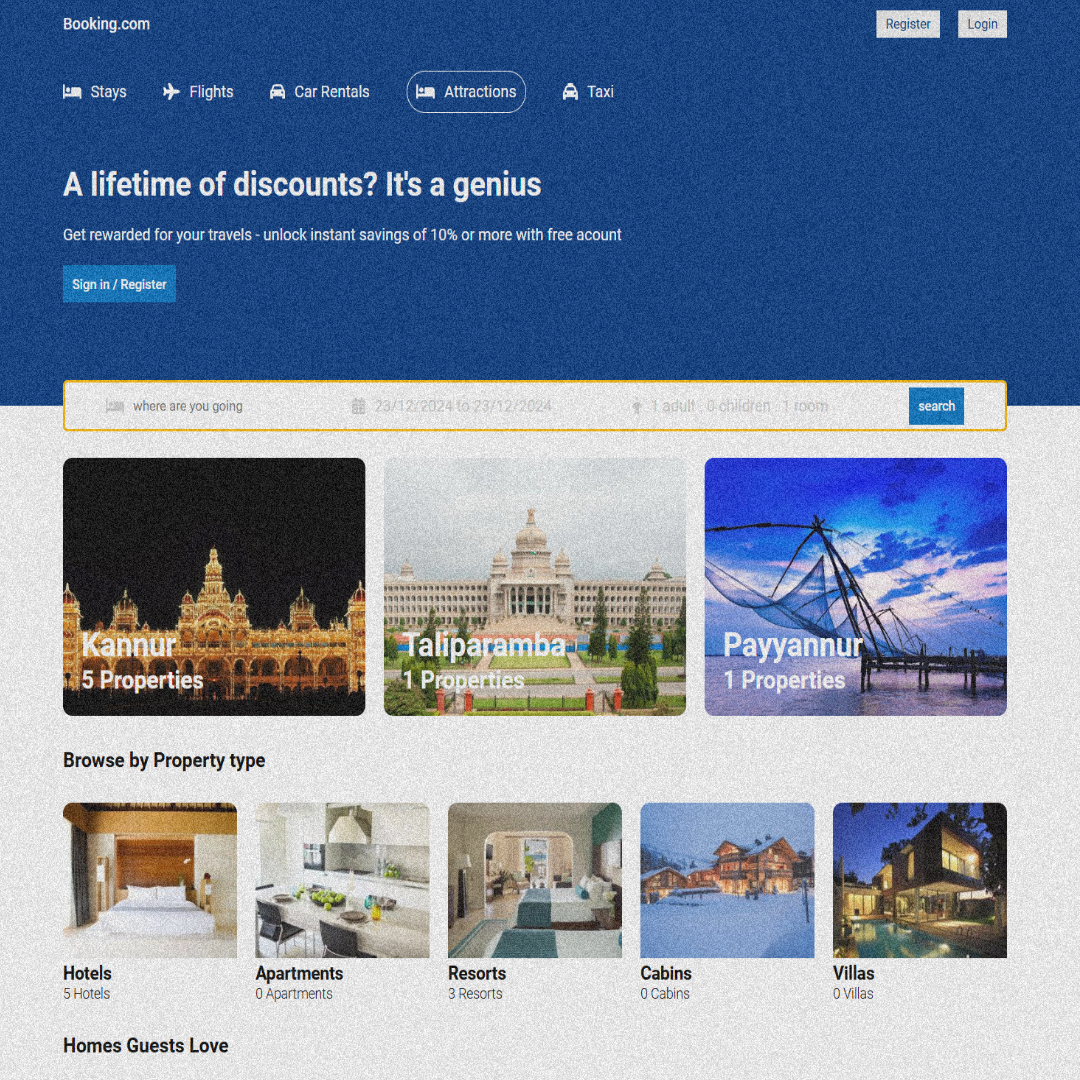 Booking.com
Register
Login
Stays
Flights
Car Rentals
Attractions
Taxi
A lifetime of discounts? It's a genius
Get rewarded for your travels - unlock instant savings of 10% or more with free acount
Sign in / Register
where are you going
23/12/2024 to 23/12/2024
1 adult . 0 children . 1 room
search
Kannur
5 Properties
Taliparamba
1 Properties
Payyannur
1 Properties
Browse by Property type
Hotels
5 Hotels
Apartments
0 Apartments
Resorts
3 Resorts
Cabins
0 Cabins
Villas
0 Villas
Homes Guests Love